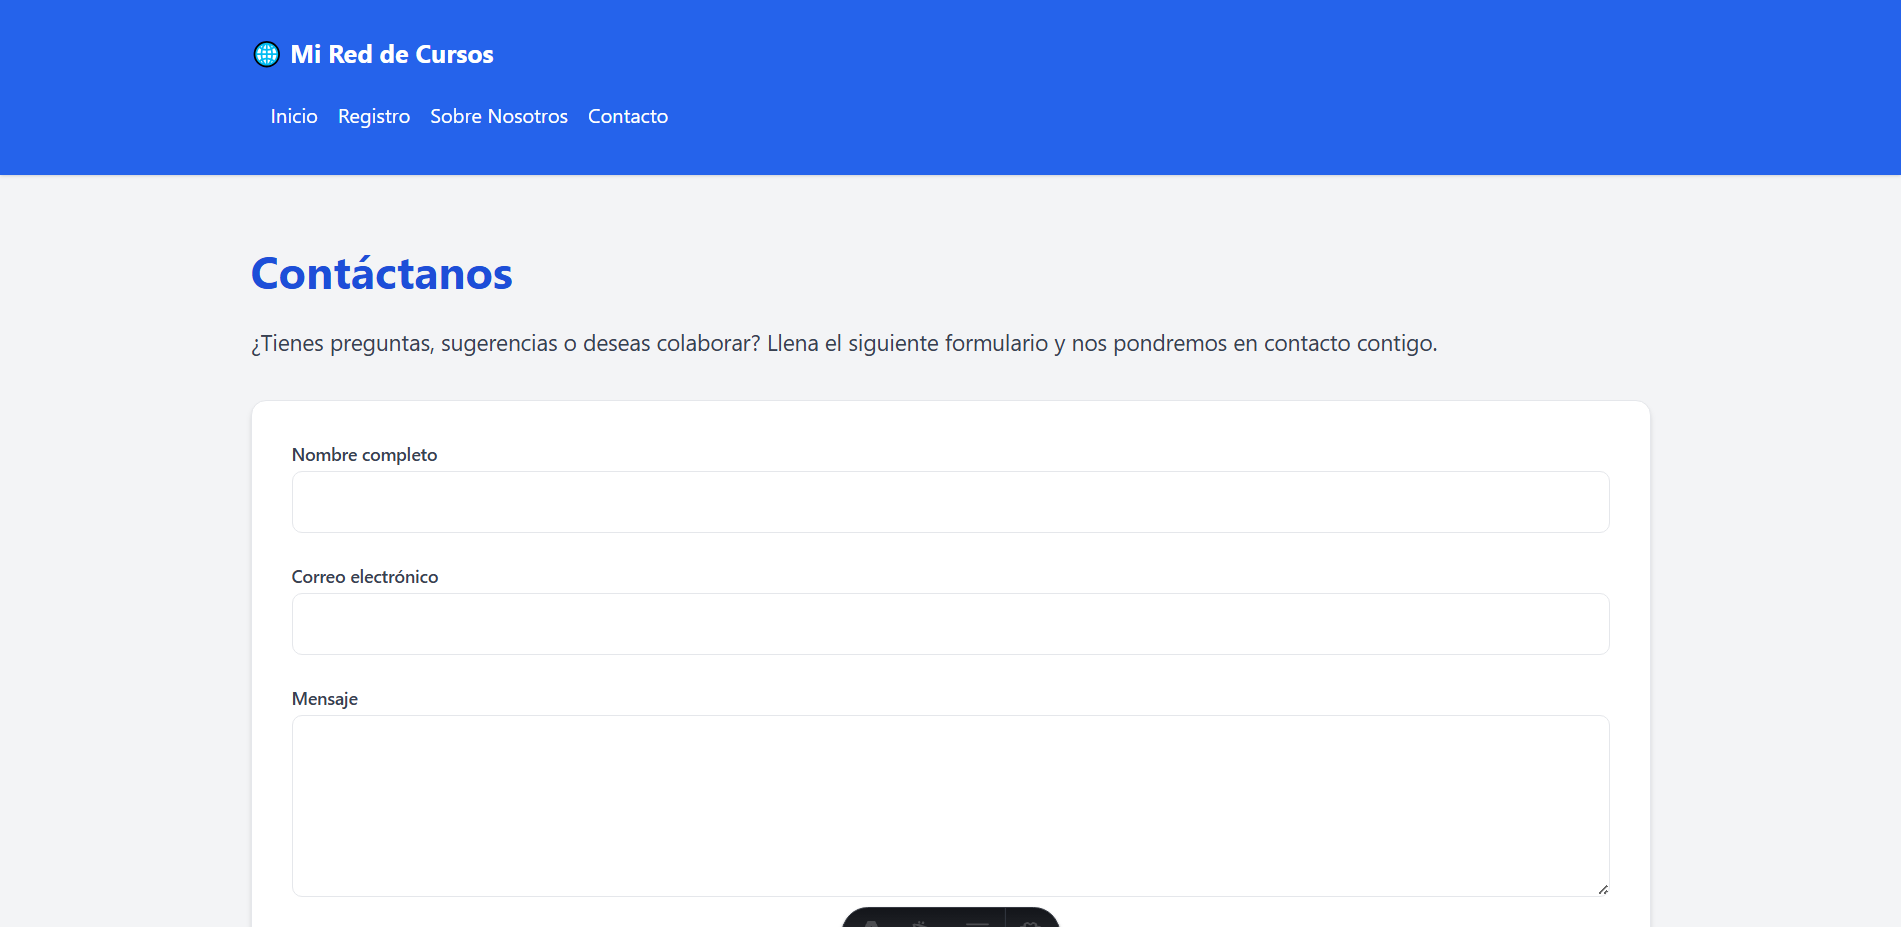 Mi Red de Cursos
Inicio Registro Sobre Nosotros Contacto
Contáctanos
¿Tienes preguntas, sugerencias o deseas colaborar? Llena el siguiente formulario y nos pondremos en contacto contigo.
Nombre completo
Correo electrónico
Mensaje